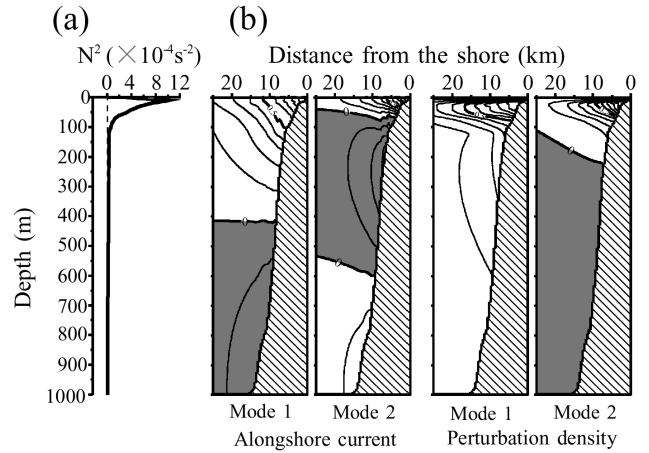 (a)
(b)
N² (×10⁻⁴s⁻²)
Distance from the shore (km)
0 4 8 12
20 10 0
20 10 0
20 10 0
20 10 0
Depth (m)
0
100
200
300
400
500
600
700
800
900
1000
Mode 1
Mode 2
Mode 1
Mode 2
Alongshore current
Perturbation density